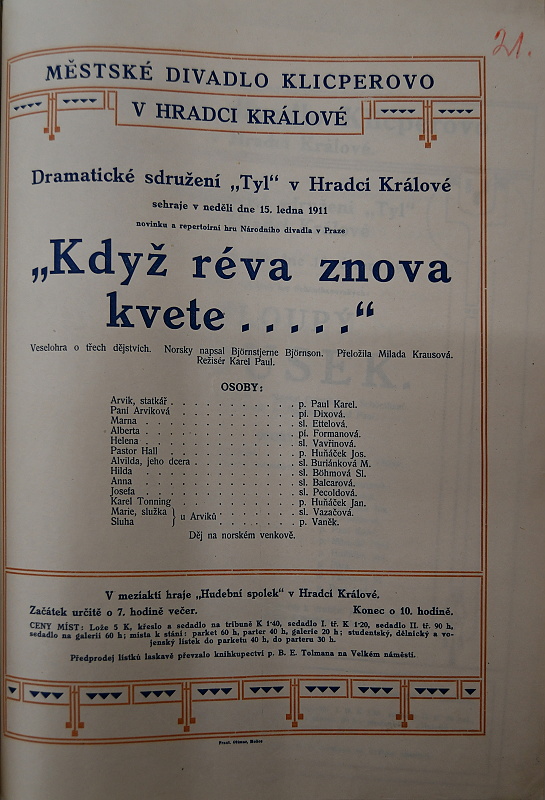 21.
MĚSTSKÉ DIVADLO KLICPEROVO
V HRADCI KRÁLOVÉ
Dramatické sdružení „Tyl“ v Hradci Králové
sehraje v neděli dne 15. ledna 1911
novinku a repertoirní hru Národního divadla v Praze
„Když réva znova
kvete . . . . .“
Veselohra o třech dějstvích. Norsky napsal Björnstjerne Björnson. Přeložila Milada Krausová.
Režisér Karel Paul.
OSOBY:
Arvik, statkář . . . . . . . . . . . . p. Paul Karel.
Paní Arviková . . . . . . . . . . . . pí. Dixová.
Marna . . . . . . . . . . . . sl. Ettelová.
Alberta . . . . . . . . . . . . pí. Formanová.
Helena . . . . . . . . . . . . sl. Vavřinová.
Pastor Hall . . . . . . . . . . . . p. Huňáček Jos.
Alvilda, jeho dcera . . . . . . . . . . . . sl. Buriánková M.
Hilda . . . . . . . . . . . . sl. Böhmová Sl.
Anna . . . . . . . . . . . . sl. Balcarová.
Josefa . . . . . . . . . . . . sl. Pecoldová.
Karel Tonning . . . . . . . . . . . . p. Huňáček Jan.
Marie, služka } u Arviků . . . . . . . . sl. Vazačová.
Sluha } p. Vaněk.
Děj na norském venkově.
V meziaktí hraje „Hudební spolek“ v Hradci Králové.
Začátek určitě o 7. hodině večer. Konec o 10. hodině.
CENY MÍST: Lože 5 K, křeslo a sedadlo na tribuně K 1·40, sedadlo I. tř. K 1·20, sedadlo II. tř. 90 h,
sedadlo na galerii 60 h; místa k stání: parket 60 h, parter 40 h, galerie 20 h; studentský, dělnický a vo-
jenský lístek do parketu 40 h, do parteru 30 h.
Předprodej lístků laskavě převzalo knihkupectví p. B. E. Tolmana na Velkém náměstí.